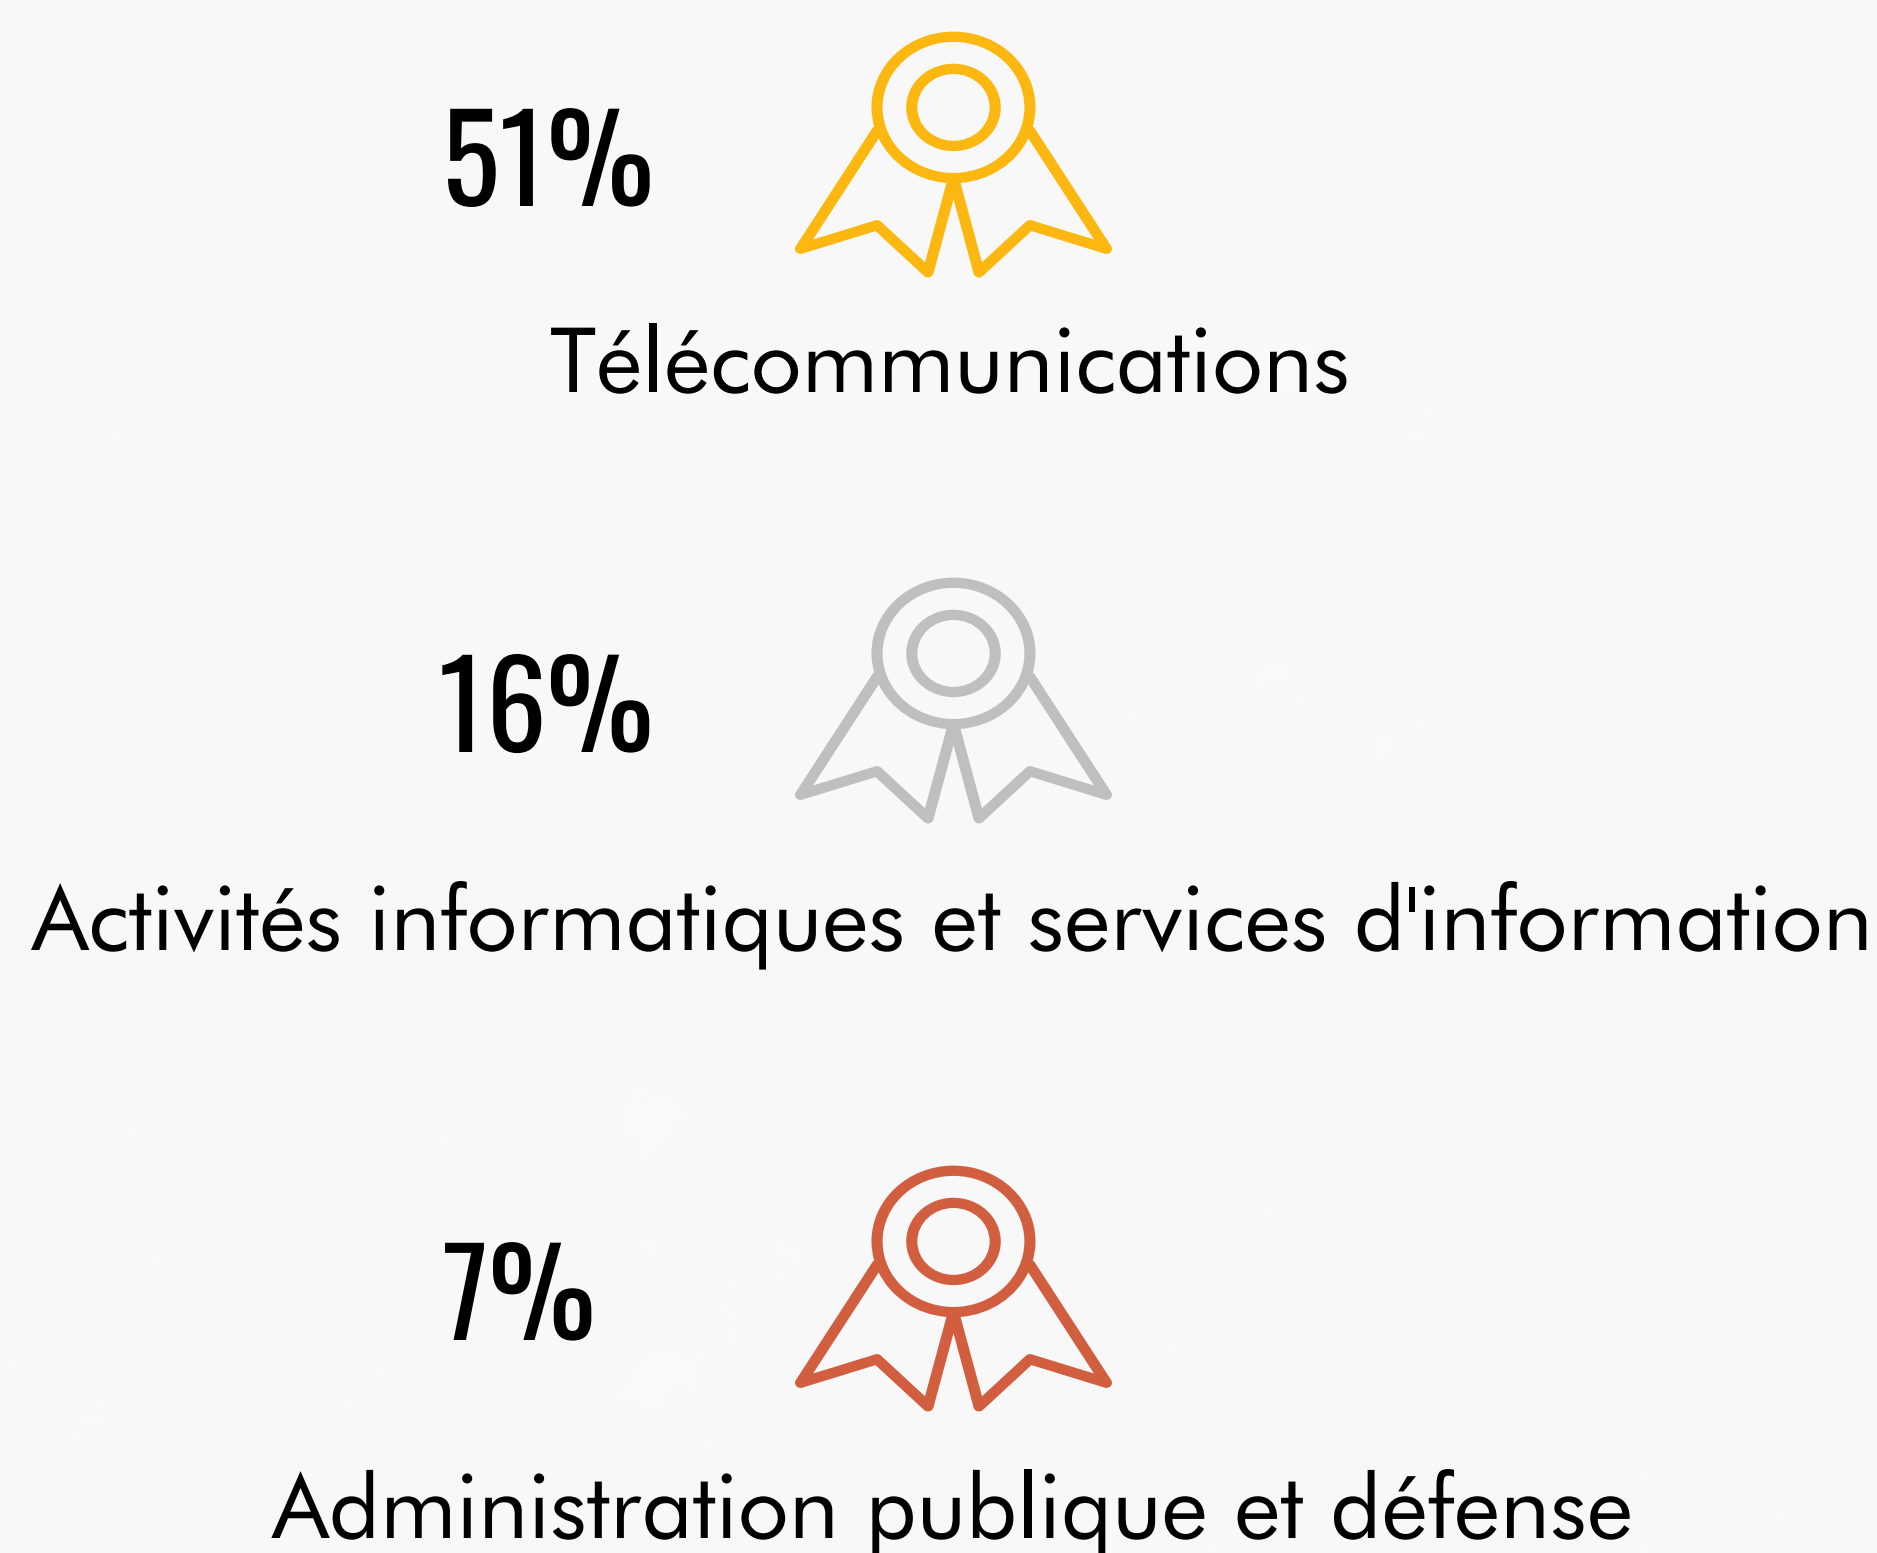 51%
Télécommunications
16%
Activités informatiques et services d'information
7%
Administration publique et défense